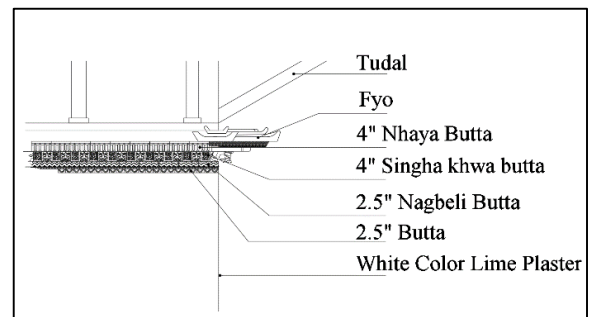 Tudal
Fyo
4" Nhaya Butta
4" Singha khwa butta
2.5" Nagbeli Butta
2.5" Butta
White Color Lime Plaster